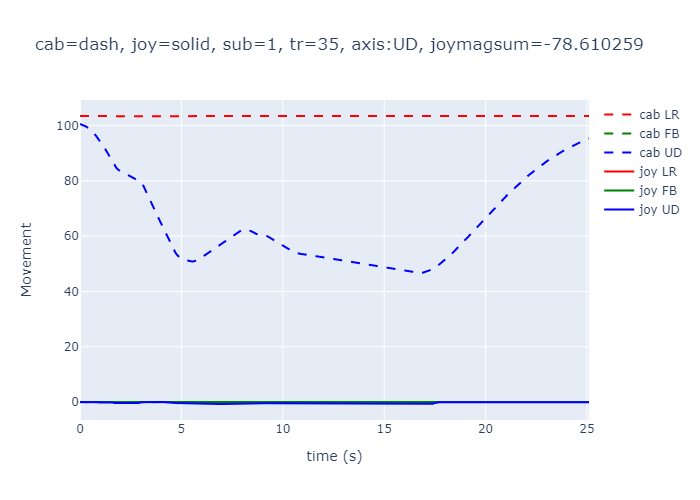 cab=dash, joy=solid, sub=1, tr=35, axis:UD, joymagsum=-78.610259
Movement
100
80
60
40
20
0
0 5 10 15 20 25
time (s)
cab LR
cab FB
cab UD
joy LR
joy FB
joy UD